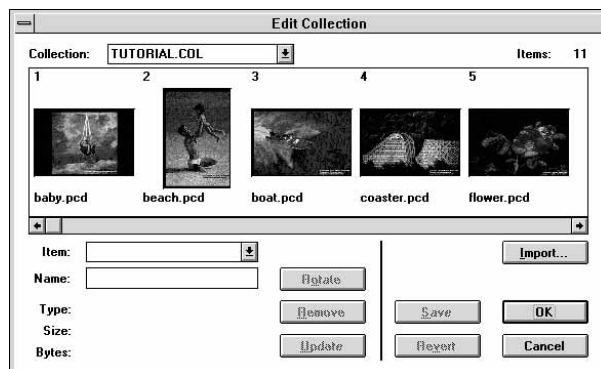 Edit Collection
Collection: TUTORIAL.COL Items: 11
1 2 3 4 5
baby.pcd beach.pcd boat.pcd coaster.pcd flower.pcd
Item: Import...
Name: Rotate
Type: Remove Save OK
Size:
Bytes: Update Revert Cancel